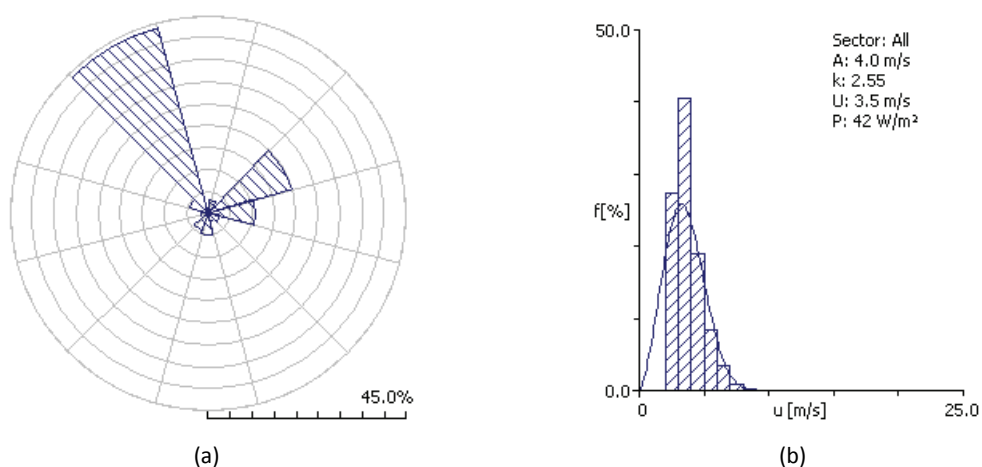 45.0%
(a)
50.0
f[%]
0.0
0
u [m/s]
25.0
Sector: All
A: 4.0 m/s
k: 2.55
U: 3.5 m/s
P: 42 W/m²
(b)